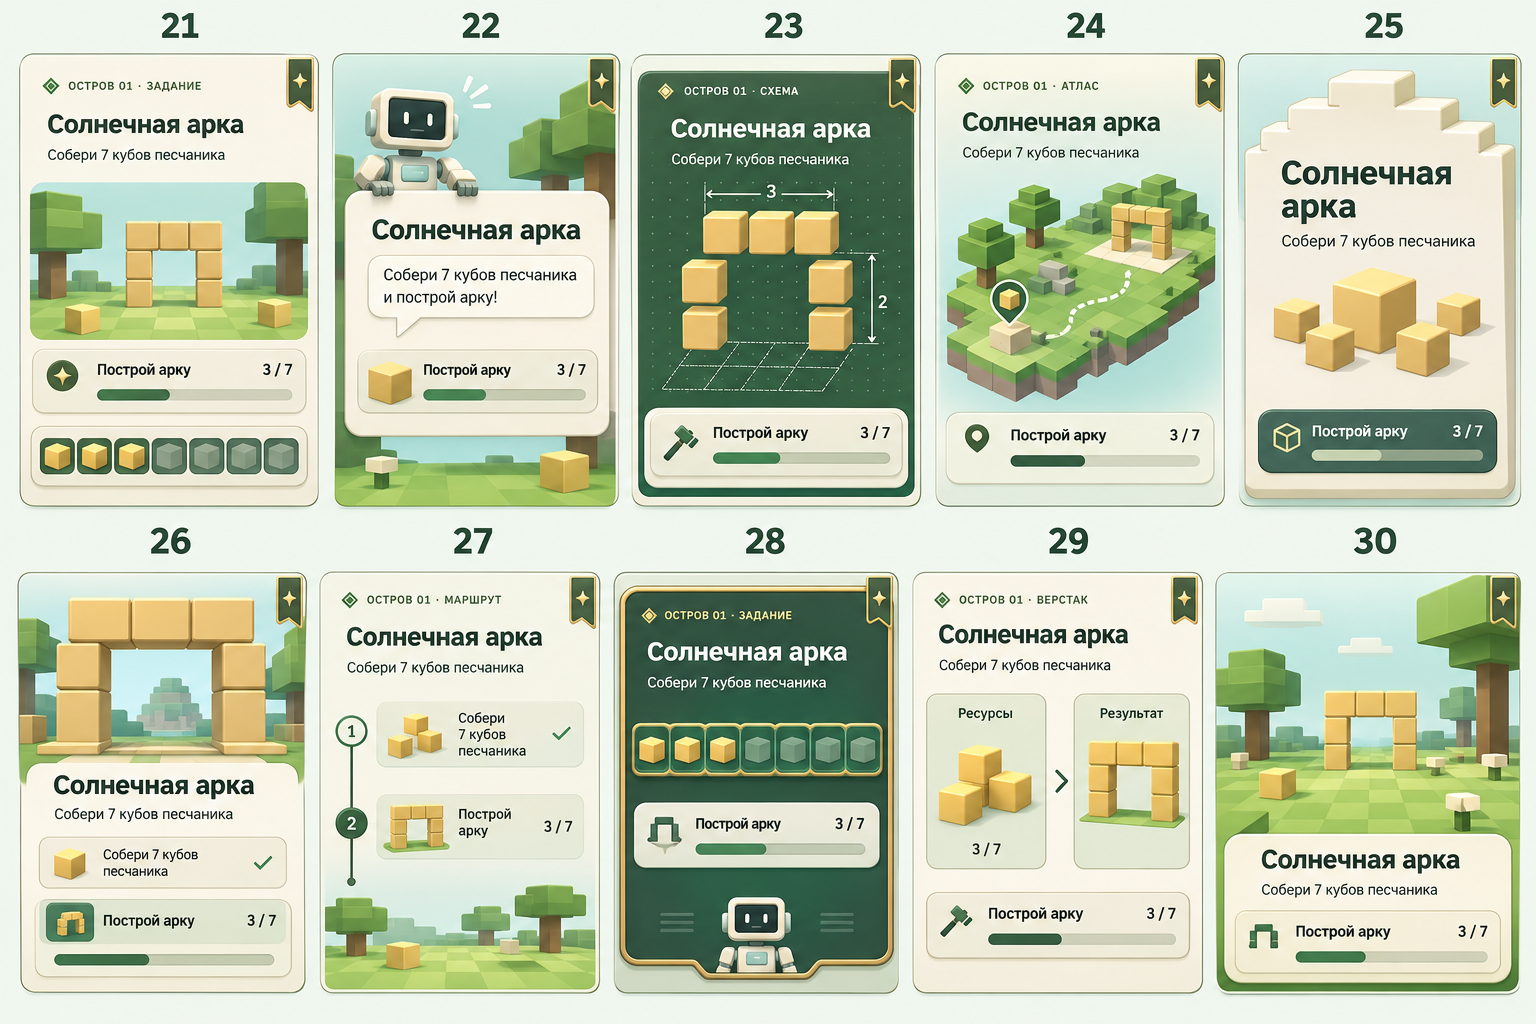 21
ОСТРОВ 01 · ЗАДАНИЕ
Солнечная арка
Собери 7 кубов песчаника
Построй арку 3 / 7
22
Солнечная арка
Собери 7 кубов песчаника
и построй арку!
Построй арку 3 / 7
23
ОСТРОВ 01 · СХЕМА
Солнечная арка
Собери 7 кубов песчаника
3
2
Построй арку 3 / 7
24
ОСТРОВ 01 · АТЛАС
Солнечная арка
Собери 7 кубов песчаника
Построй арку 3 / 7
25
Солнечная
арка
Собери 7 кубов песчаника
Построй арку 3 / 7
26
Солнечная арка
Собери 7 кубов песчаника
Собери 7 кубов
песчаника
Построй арку 3 / 7
27
ОСТРОВ 01 · МАРШРУТ
Солнечная арка
Собери 7 кубов песчаника
1
Собери
7 кубов
песчаника
2
Построй
арку
3 / 7
28
ОСТРОВ 01 · ЗАДАНИЕ
Солнечная арка
Собери 7 кубов песчаника
Построй арку 3 / 7
29
ОСТРОВ 01 · ВЕРСТАК
Солнечная арка
Собери 7 кубов песчаника
Ресурсы
3 / 7
Результат
Построй арку 3 / 7
30
Солнечная арка
Собери 7 кубов песчаника
Построй арку 3 / 7